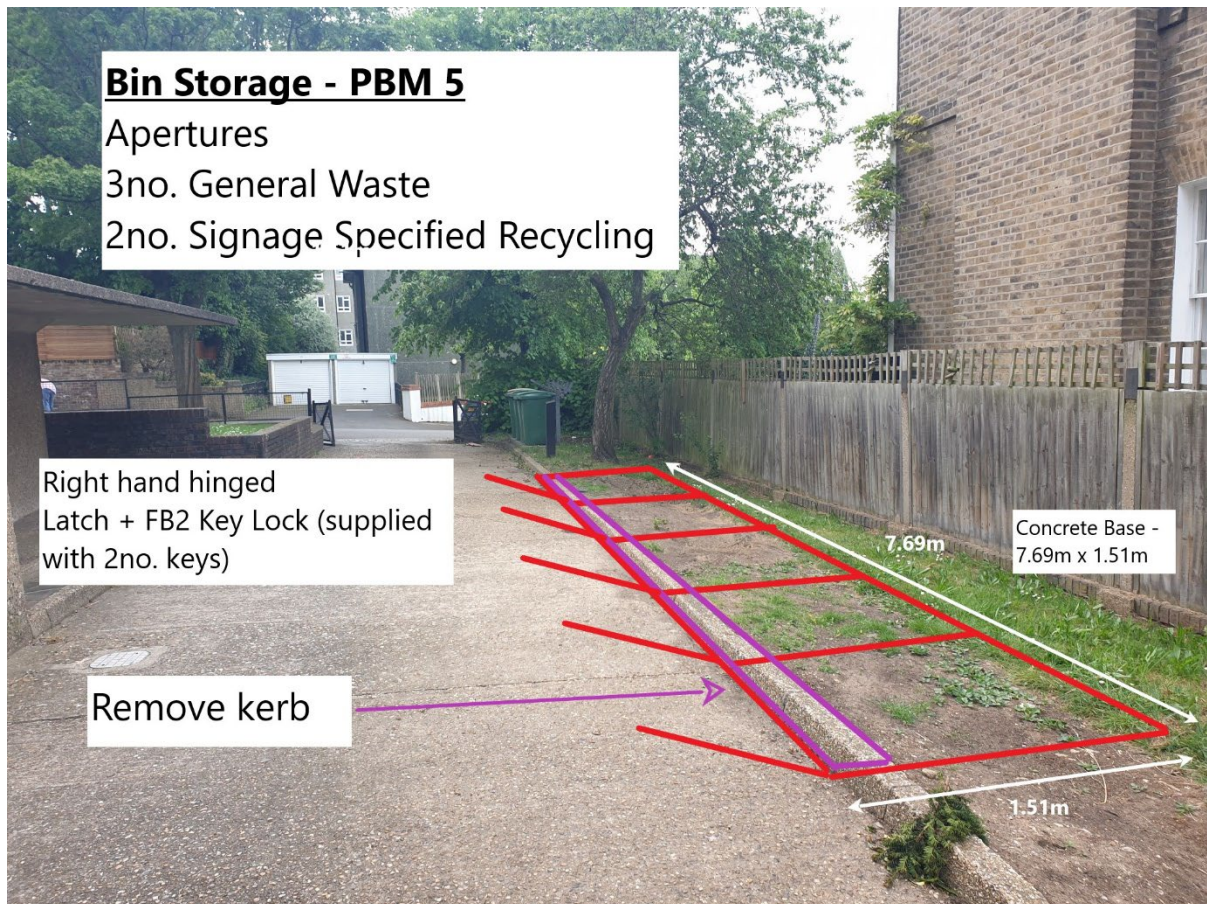 Bin Storage - PBM 5
Apertures
3no. General Waste
2no. Signage Specified Recycling
Right hand hinged
Latch + FB2 Key Lock (supplied
with 2no. keys)
7.69m
Concrete Base -
7.69m x 1.51m
Remove kerb
1.51m